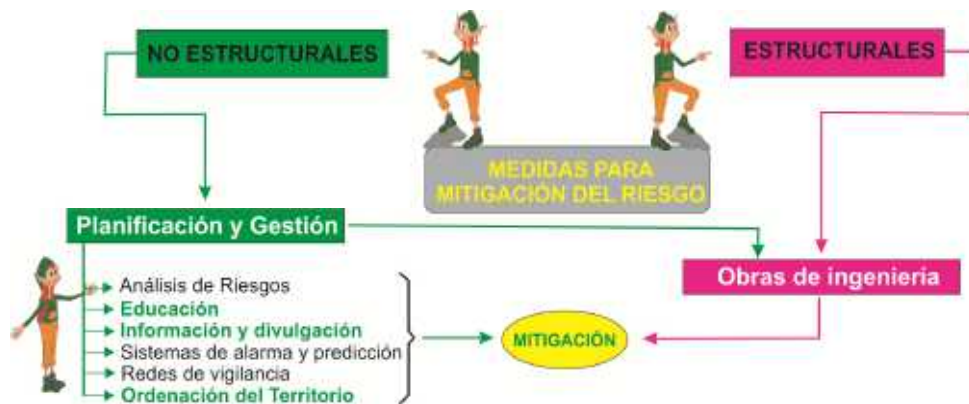 NO ESTRUCTURALES
ESTRUCTURALES
MEDIDAS PARA
MITIGACIÓN DEL RIESGO
Planificación y Gestión
Obras de ingenieria
Análisis de Riesgos
Educación
Información y divulgación
Sistemas de alarma y predicción
Redes de vigilancia
Ordenación del Territorio
MITIGACIÓN